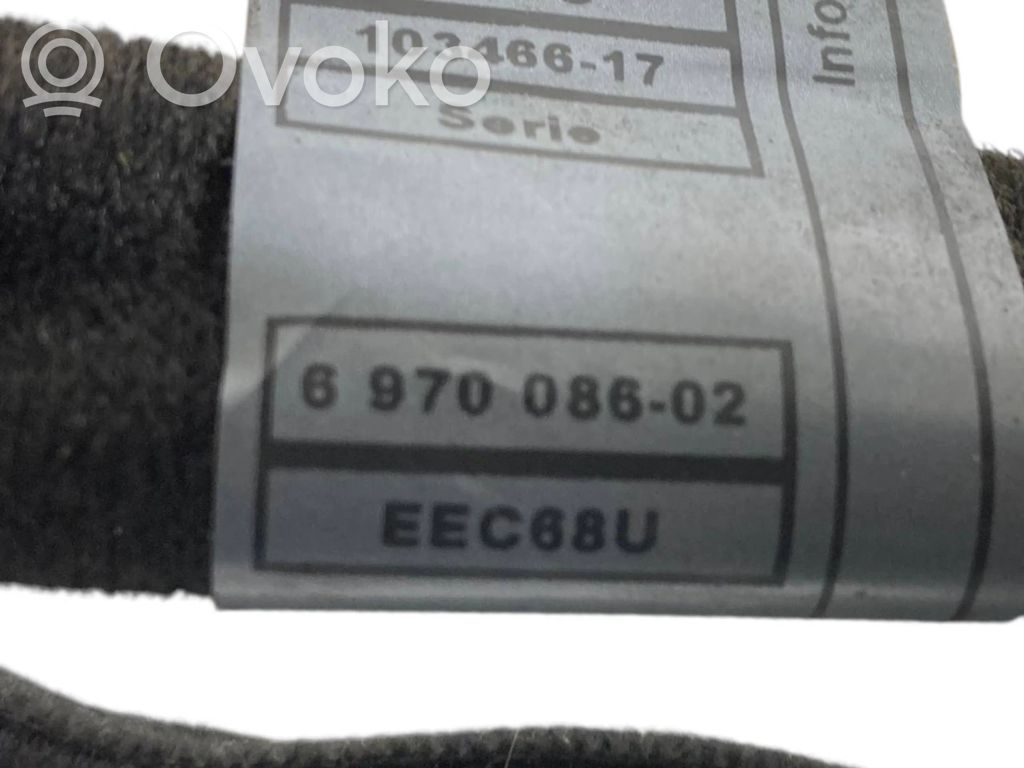 Ovoko
103466-17
Serie
Info
6 970 086-02
EEC68U